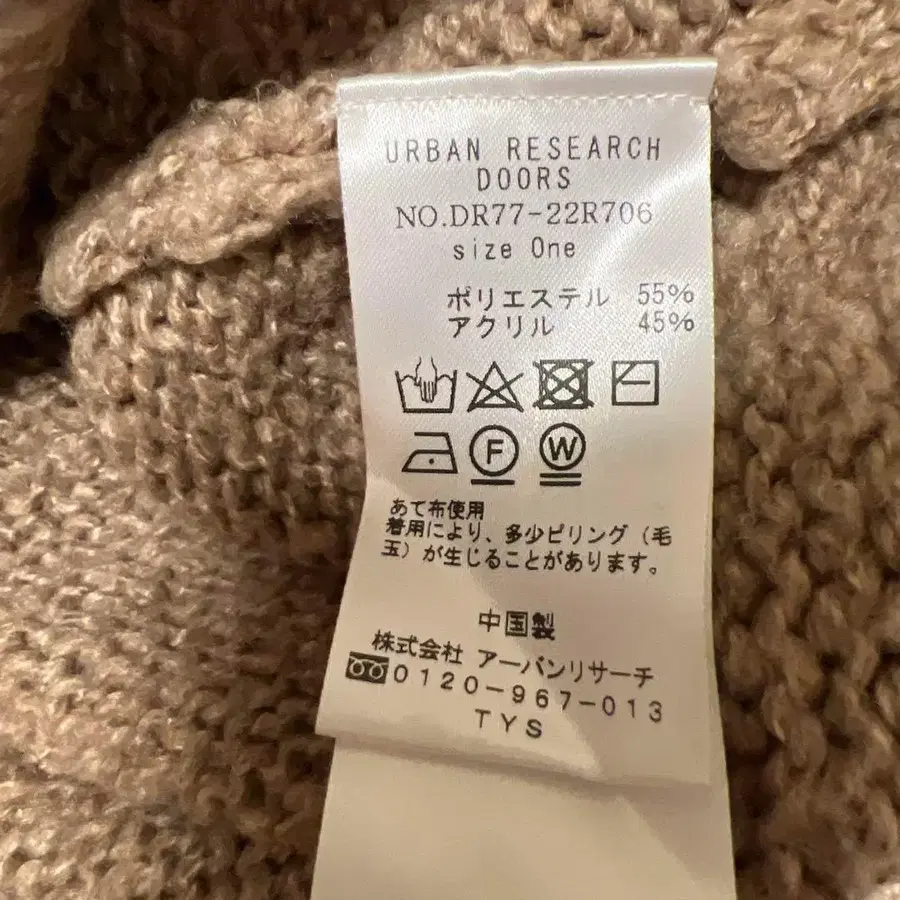 URBAN RESEARCH
DOORS
NO.DR77-22R706
size One
ポリエステル 55%
アクリル 45%
F W
あて布使用
着用により、多少ピリング（毛
玉）が生じることがあります。
中国製
株式会社 アーバンリサーチ
0120-967-013
TYS